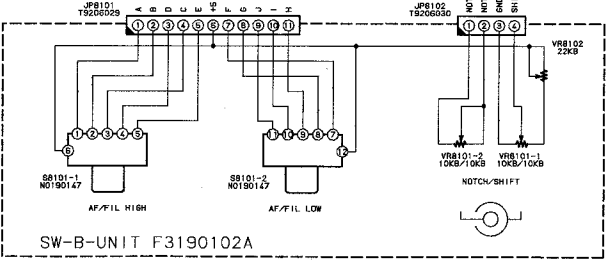 JP8101
T9206029
A B D C E +5 F G J I H
1 2 3 4 5 6 7 8 9 10 11
JP8102
T9206030
NOT NOT GND SHI
1 2 3 4
VR8102
22KB
1 2 3 4 5
6
11 10 9 8 7
12
S8101-1
N0190147
S8101-2
N0190147
VR8101-2
10KB/10KB
VR8101-1
10KB/10KB
AF/FIL HIGH
AF/FIL LOW
NOTCH/SHIFT
SW-B-UNIT F3190102A